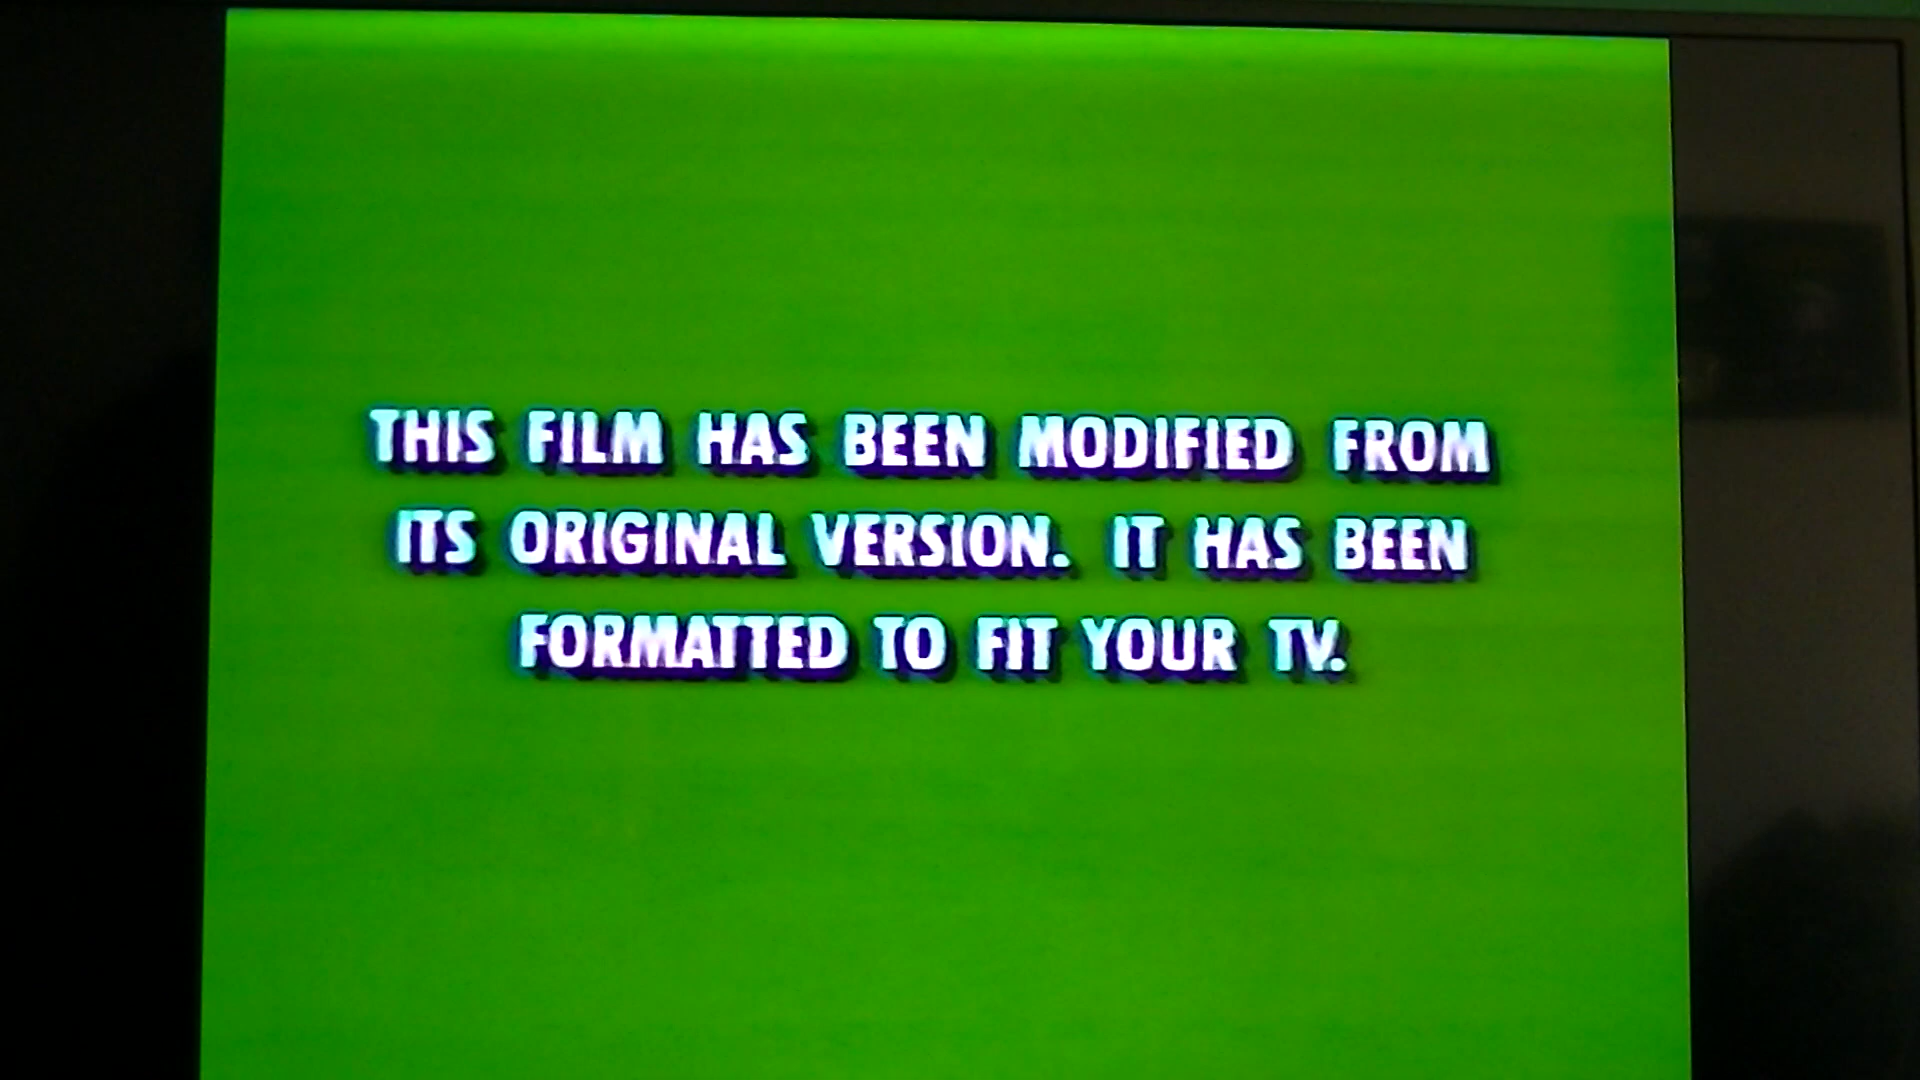 THIS FILM HAS BEEN MODIFIED FROM
ITS ORIGINAL VERSION. IT HAS BEEN
FORMATTED TO FIT YOUR TV.